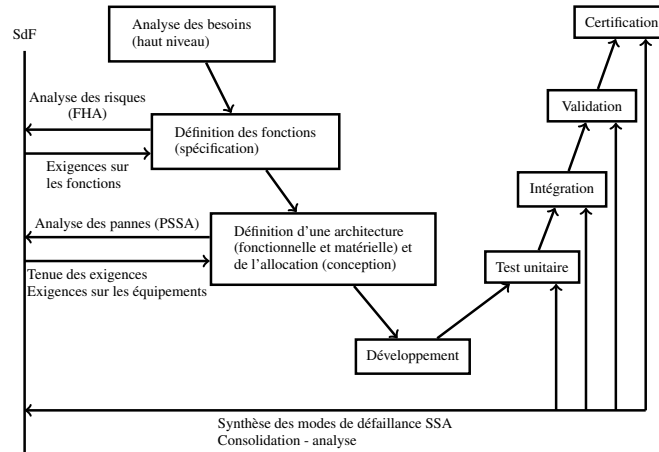 SdF
Analyse des besoins
(haut niveau)
Certification
Analyse des risques
(FHA)
Définition des fonctions
(spécification)
Validation
Exigences sur
les fonctions
Intégration
Analyse des pannes (PSSA)
Définition d'une architecture
(fonctionnelle et matérielle) et
de l'allocation (conception)
Test unitaire
Tenue des exigences
Exigences sur les équipements
Développement
Synthèse des modes de défaillance SSA
Consolidation - analyse